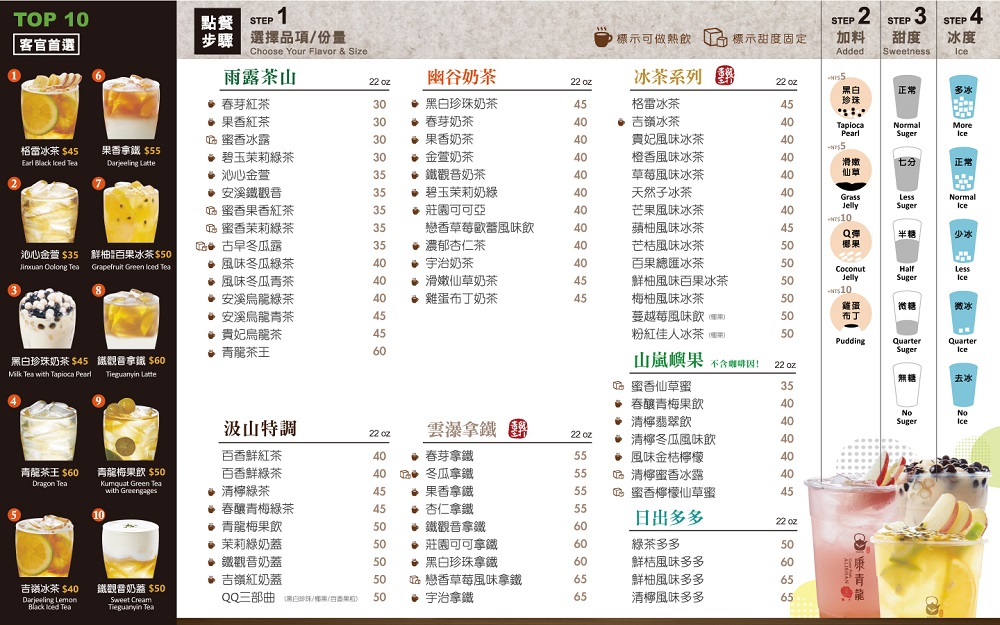 TOP 10
客官首選
1
格雷冰茶 $45
Earl Black Iced Tea
6
果香拿鐵 $55
Darjeeling Latte
2
沁心金萱 $35
Jinxuan Oolong Tea
7
鮮柚百果冰茶 $50
Grapefruit Green Iced Tea
3
黑白珍珠奶茶 $45
Milk Tea with Tapioca Pearl
8
鐵觀音拿鐵 $60
Tieguanyin Latte
4
青龍茶王 $60
Dragon Tea
9
青龍梅果飲 $50
Kumquat Green Tea
with Greengages
5
吉嶺冰茶 $40
Darjeeling Lemon
Black Iced Tea
10
鐵觀音奶蓋 $50
Sweet Cream
Tieguanyin Tea
點餐
步驟
STEP 1
選擇品項/份量
Choose Your Flavor & Size
標示可做熱飲
標示甜度固定
雨露茶山 22 oz
春芽紅茶 30
果香紅茶 30
蜜香冰露 30
碧玉茉莉綠茶 30
沁心金萱 35
安溪鐵觀音 35
蜜香果香紅茶 35
蜜香茉莉綠茶 35
古早冬瓜露 35
風味冬瓜綠茶 40
風味冬瓜青茶 40
安溪烏龍綠茶 40
安溪烏龍青茶 45
貴妃烏龍茶 45
青龍茶王 60
汲山特調 22 oz
百香鮮紅茶 40
百香鮮綠茶 40
清檸綠茶 45
春釀青梅綠茶 45
青龍梅果飲 50
茉莉綠奶蓋 50
鐵觀音奶蓋 50
吉嶺紅奶蓋 50
QQ三部曲 (黑白珍珠/椰果/百香果粒) 50
幽谷奶茶 22 oz
黑白珍珠奶茶 45
春芽奶茶 40
果香奶茶 40
金萱奶茶 40
鐵觀音奶茶 40
碧玉茉莉奶綠 40
莊園可可亞 40
戀香草莓歐蕾風味飲 40
濃郁杏仁茶 40
宇治奶茶 40
滑嫩仙草奶茶 45
雞蛋布丁奶茶 45
雲瀑拿鐵 22 oz
春芽拿鐵 55
冬瓜拿鐵 55
果香拿鐵 55
杏仁拿鐵 55
鐵觀音拿鐵 60
莊園可可拿鐵 60
黑白珍珠拿鐵 60
戀香草莓風味拿鐵 65
宇治拿鐵 65
冰茶系列 22 oz
格雷冰茶 45
吉嶺冰茶 40
貴妃風味冰茶 40
橙香風味冰茶 40
草莓風味冰茶 40
天然子冰茶 40
芒果風味冰茶 40
蘋柚風味冰茶 45
芒桔風味冰茶 50
百果總匯冰茶 50
鮮柚風味百果冰茶 50
梅柚風味冰茶 50
蔓越莓風味飲 (椰果) 50
粉紅佳人冰茶 (椰果) 50
山嵐嶼果 不含咖啡因! 22 oz
蜜香仙草蜜 35
春釀青梅果飲 40
清檸翡翠飲 40
清檸冬瓜風味飲 40
風味金桔檸檬 40
清檸蜜香冰露 40
蜜香檸檬仙草蜜 45
日出多多 22 oz
綠茶多多 50
鮮桔風味多多 60
鮮柚風味多多 65
清檸風味多多 65
STEP 2
加料
Added
+NT$5
黑白
珍珠
Tapioca
Pearl
+NT$5
滑嫩
仙草
Grass
Jelly
+NT$10
Q彈
椰果
Coconut
Jelly
+NT$10
雞蛋
布丁
Pudding
STEP 3
甜度
Sweetness
正常
Normal
Suger
七分
Less
Suger
半糖
Half
Suger
微糖
Quarter
Suger
無糖
No
Suger
STEP 4
冰度
Ice
多冰
More
Ice
正常
Normal
Ice
少冰
Less
Ice
微冰
Quarter
Ice
去冰
No
Ice
青龍